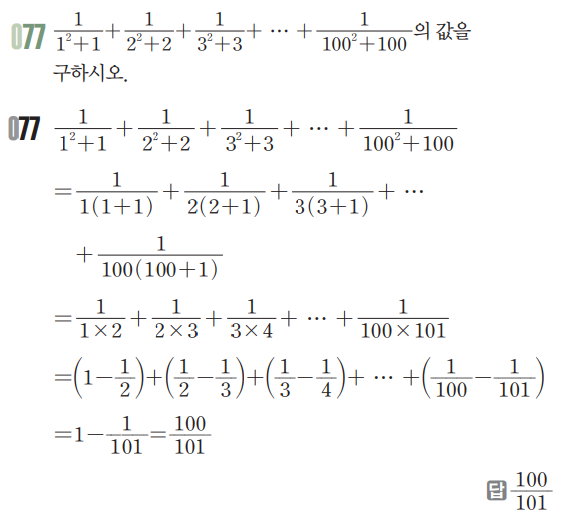 077 1/(1²+1) + 1/(2²+2) + 1/(3²+3) + ⋯ + 1/(100²+100) 의 값을
구하시오.
077 1/(1²+1) + 1/(2²+2) + 1/(3²+3) + ⋯ + 1/(100²+100)
= 1/(1(1+1)) + 1/(2(2+1)) + 1/(3(3+1)) + ⋯
+ 1/(100(100+1))
= 1/(1×2) + 1/(2×3) + 1/(3×4) + ⋯ + 1/(100×101)
= (1−1/2) + (1/2−1/3) + (1/3−1/4) + ⋯ + (1/100−1/101)
= 1−1/101 = 100/101
답 100/101